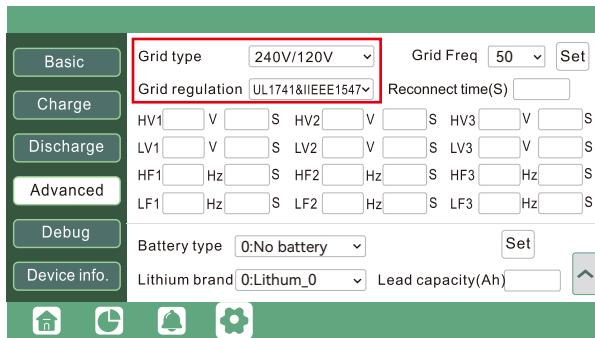 Basic
Charge
Discharge
Advanced
Debug
Device info.
Grid type 240V/120V Grid Freq 50 Set
Grid regulation UL1741&IIEEE1547 Reconnect time(S)
HV1 V S HV2 V S HV3 V S
LV1 V S LV2 V S LV3 V S
HF1 Hz S HF2 Hz S HF3 Hz S
LF1 Hz S LF2 Hz S LF3 Hz S
Battery type 0:No battery Set
Lithium brand 0:Lithum_0 Lead capacity(Ah)